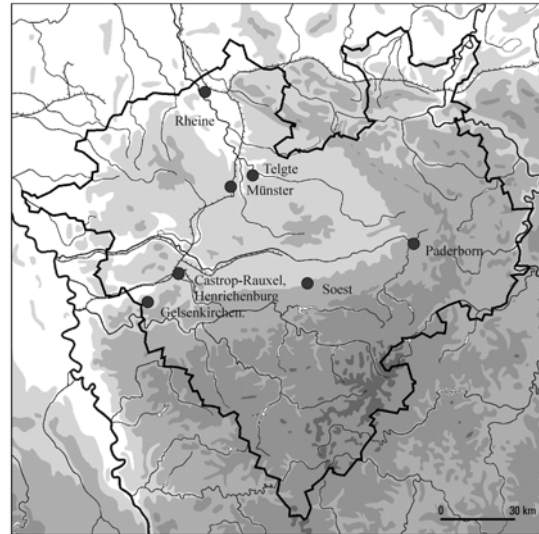 Rheine
Telgte
Münster
Paderborn
Castrop-Rauxel,
Henrichenburg
Soest
Gelsenkirchen.
0 30 km